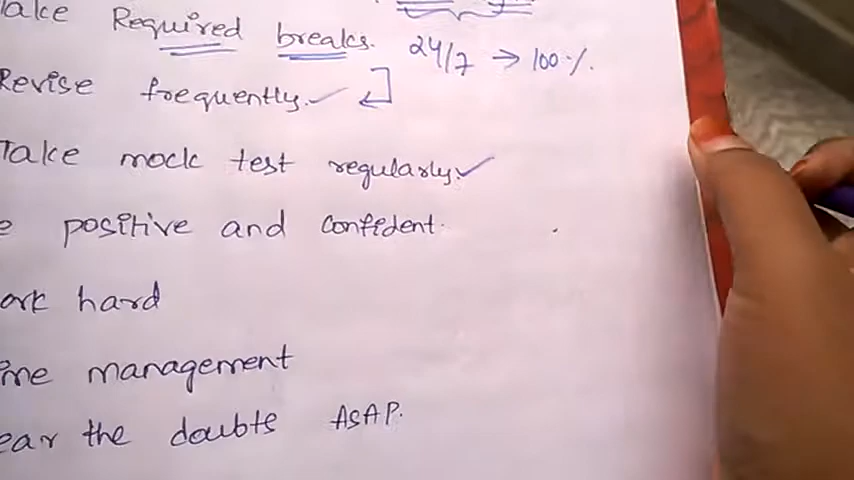 ake Required breaks. 24/7 → 100%.
Revise frequently.
Take mock test regularly.
e positive and confident.
ork hard
ime management
ear the doubts ASAP.